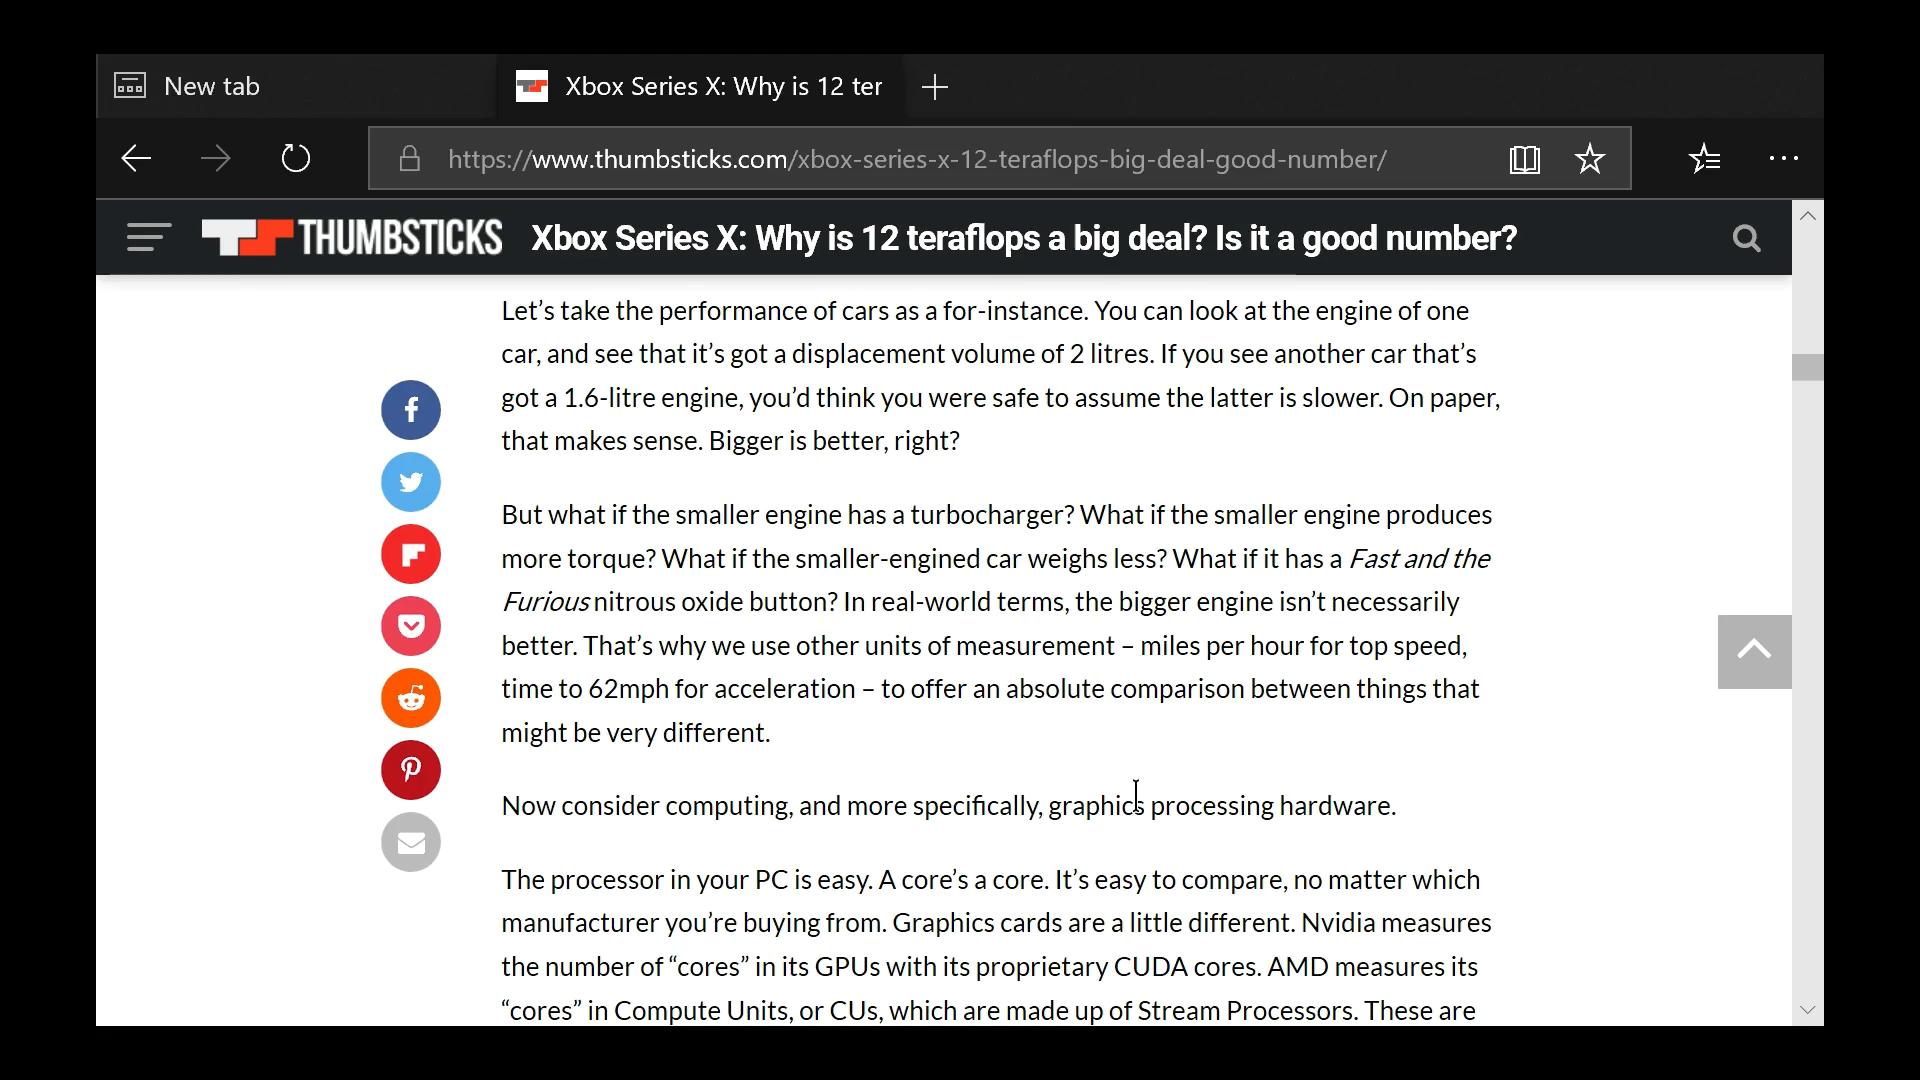 New tab
Xbox Series X: Why is 12 ter
https://www.thumbsticks.com/xbox-series-x-12-teraflops-big-deal-good-number/
THUMBSTICKS
Xbox Series X: Why is 12 teraflops a big deal? Is it a good number?
Let’s take the performance of cars as a for-instance. You can look at the engine of one
car, and see that it’s got a displacement volume of 2 litres. If you see another car that’s
got a 1.6-litre engine, you’d think you were safe to assume the latter is slower. On paper,
that makes sense. Bigger is better, right?
But what if the smaller engine has a turbocharger? What if the smaller engine produces
more torque? What if the smaller-engined car weighs less? What if it has a Fast and the
Furious nitrous oxide button? In real-world terms, the bigger engine isn’t necessarily
better. That’s why we use other units of measurement – miles per hour for top speed,
time to 62mph for acceleration – to offer an absolute comparison between things that
might be very different.
Now consider computing, and more specifically, graphics processing hardware.
The processor in your PC is easy. A core’s a core. It’s easy to compare, no matter which
manufacturer you’re buying from. Graphics cards are a little different. Nvidia measures
the number of “cores” in its GPUs with its proprietary CUDA cores. AMD measures its
“cores” in Compute Units, or CUs, which are made up of Stream Processors. These are